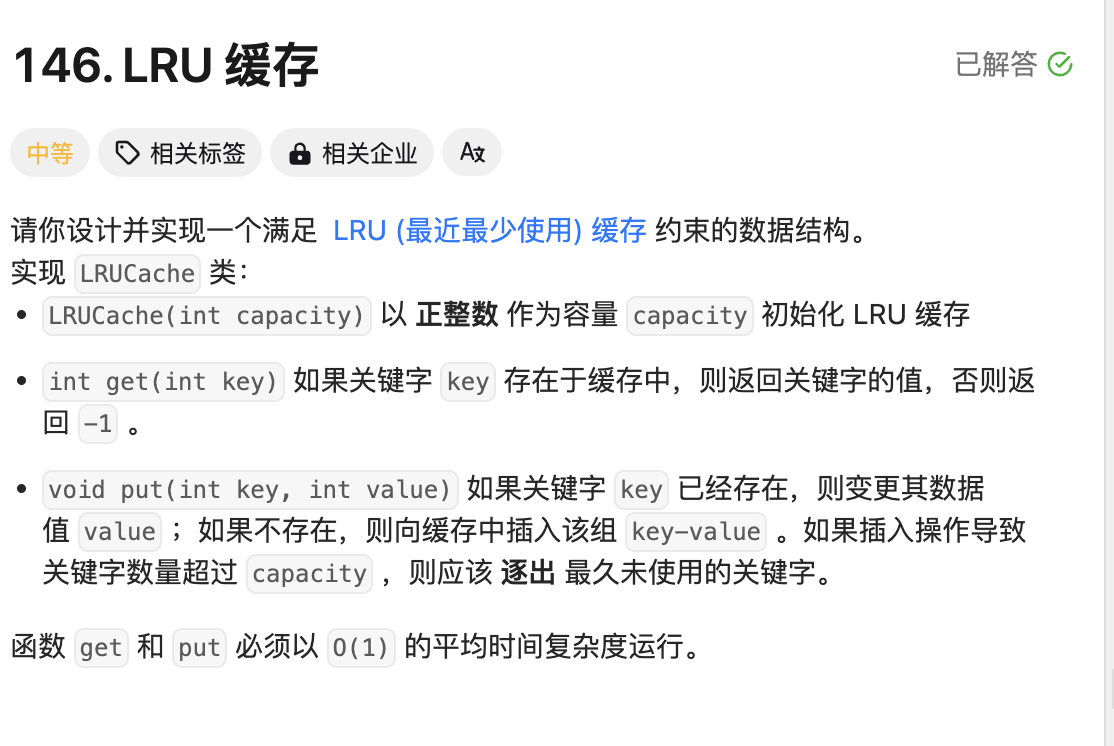 146. LRU 缓存
已解答
中等
相关标签
相关企业
请你设计并实现一个满足 LRU (最近最少使用) 缓存 约束的数据结构。
实现 LRUCache 类：
• LRUCache(int capacity) 以 正整数 作为容量 capacity 初始化 LRU 缓存
• int get(int key) 如果关键字 key 存在于缓存中，则返回关键字的值，否则返
回 -1 。
• void put(int key, int value) 如果关键字 key 已经存在，则变更其数据
值 value ；如果不存在，则向缓存中插入该组 key-value 。如果插入操作导致
关键字数量超过 capacity ，则应该 逐出 最久未使用的关键字。
函数 get 和 put 必须以 O(1) 的平均时间复杂度运行。